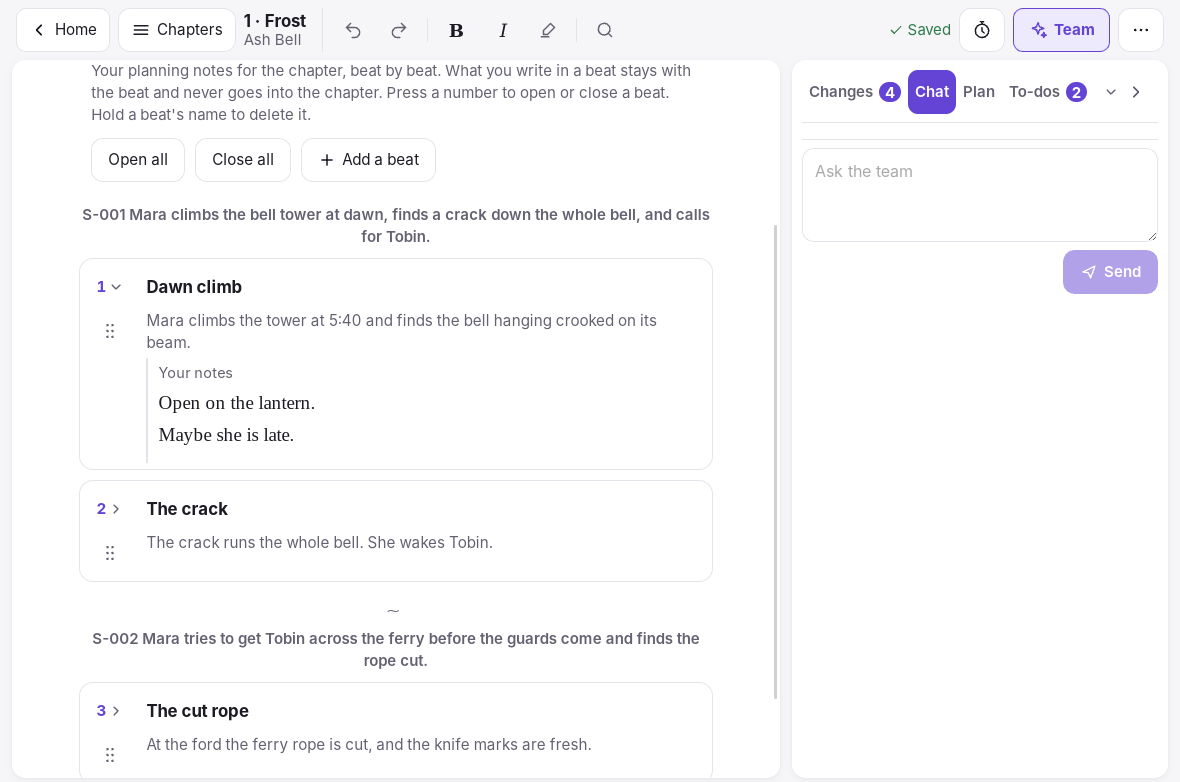 Home
Chapters
1 · Frost
Ash Bell
B
I
Saved
Team
Your planning notes for the chapter, beat by beat. What you write in a beat stays with
the beat and never goes into the chapter. Press a number to open or close a beat.
Hold a beat's name to delete it.
Open all
Close all
Add a beat
S-001 Mara climbs the bell tower at dawn, finds a crack down the whole bell, and calls
for Tobin.
1
Dawn climb
Mara climbs the tower at 5:40 and finds the bell hanging crooked on its
beam.
Your notes
Open on the lantern.
Maybe she is late.
2
The crack
The crack runs the whole bell. She wakes Tobin.
~
S-002 Mara tries to get Tobin across the ferry before the guards come and finds the
rope cut.
3
The cut rope
At the ford the ferry rope is cut, and the knife marks are fresh.
Changes 4
Chat
Plan
To-dos 2
Ask the team
Send